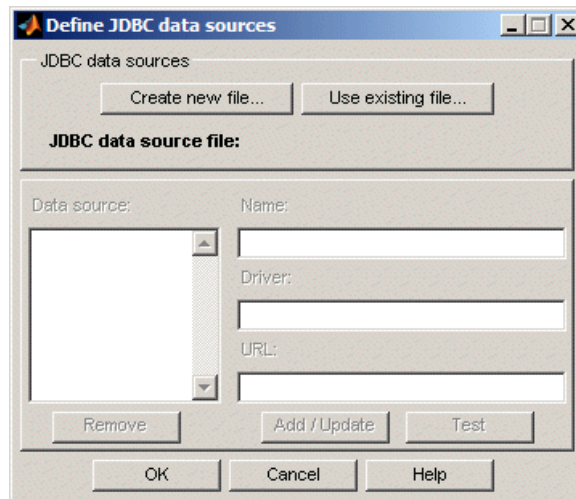 Define JDBC data sources
JDBC data sources
Create new file... Use existing file...
JDBC data source file:
Data source: Name:
Driver:
URL:
Remove Add / Update Test
OK Cancel Help